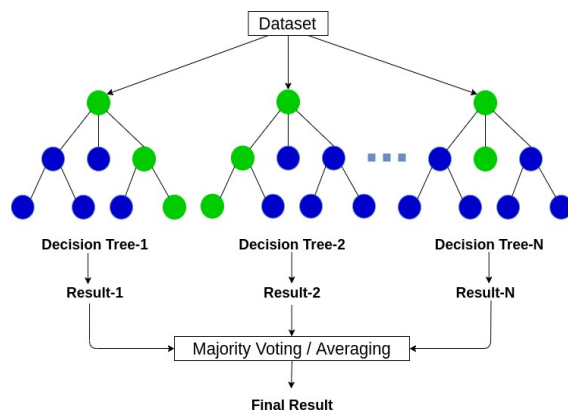 Dataset
Decision Tree-1
Decision Tree-2
Decision Tree-N
Result-1
Result-2
Result-N
Majority Voting / Averaging
Final Result